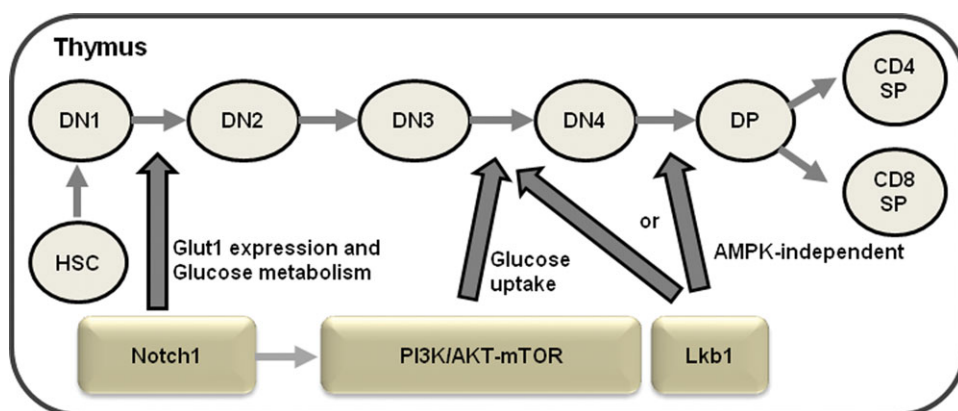 Thymus
CD4
SP
DN1
DN2
DN3
DN4
DP
CD8
SP
HSC
Glut1 expression and
Glucose metabolism
Glucose
uptake
or
AMPK-independent
Notch1
PI3K/AKT-mTOR
Lkb1